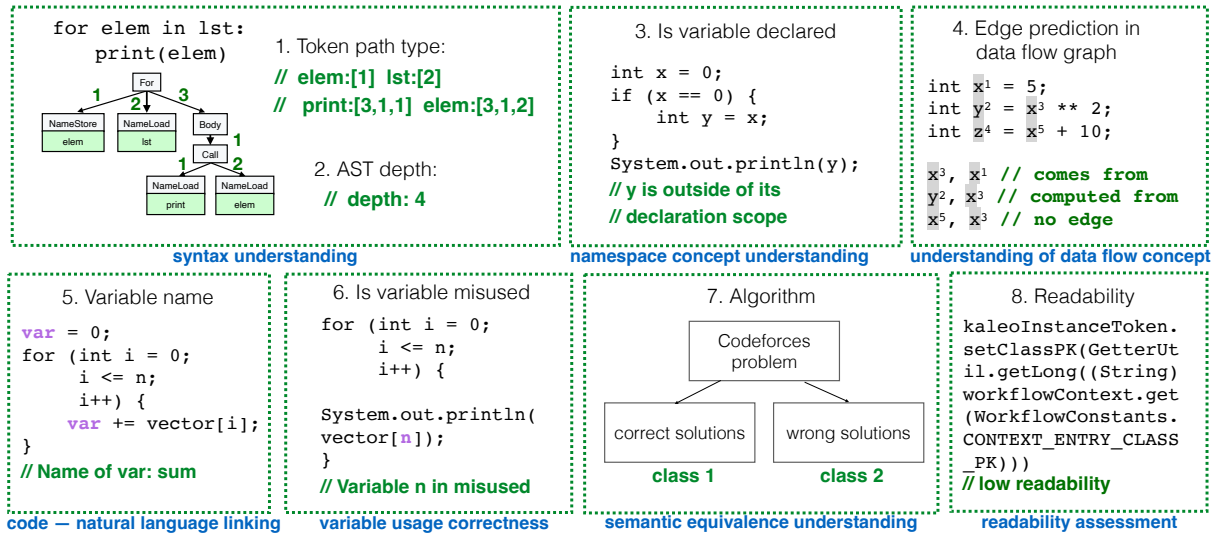 for elem in lst:
print(elem)
For
1
2
3
NameStore
elem
NameLoad
lst
Body
1
Call
1
2
NameLoad
print
NameLoad
elem
1. Token path type:
// elem:[1] lst:[2]
// print:[3,1,1] elem:[3,1,2]
2. AST depth:
// depth: 4
syntax understanding
3. Is variable declared
int x = 0;
if (x == 0) {
int y = x;
}
System.out.println(y);
// y is outside of its
// declaration scope
namespace concept understanding
4. Edge prediction in
data flow graph
int x¹ = 5;
int y² = x³ ** 2;
int z⁴ = x⁵ + 10;
x³, x¹ // comes from
y², x³ // computed from
x⁵, x³ // no edge
understanding of data flow concept
5. Variable name
var = 0;
for (int i = 0;
i <= n;
i++) {
var += vector[i];
}
// Name of var: sum
code — natural language linking
6. Is variable misused
for (int i = 0;
i <= n;
i++) {
System.out.println(
vector[n]);
}
// Variable n in misused
variable usage correctness
7. Algorithm
Codeforces
problem
correct solutions
wrong solutions
class 1
class 2
semantic equivalence understanding
8. Readability
kaleoInstanceToken.
setClassPK(GetterUt
il.getLong((String)
workflowContext.get
(WorkflowConstants.
CONTEXT_ENTRY_CLASS
_PK)))
// low readability
readability assessment